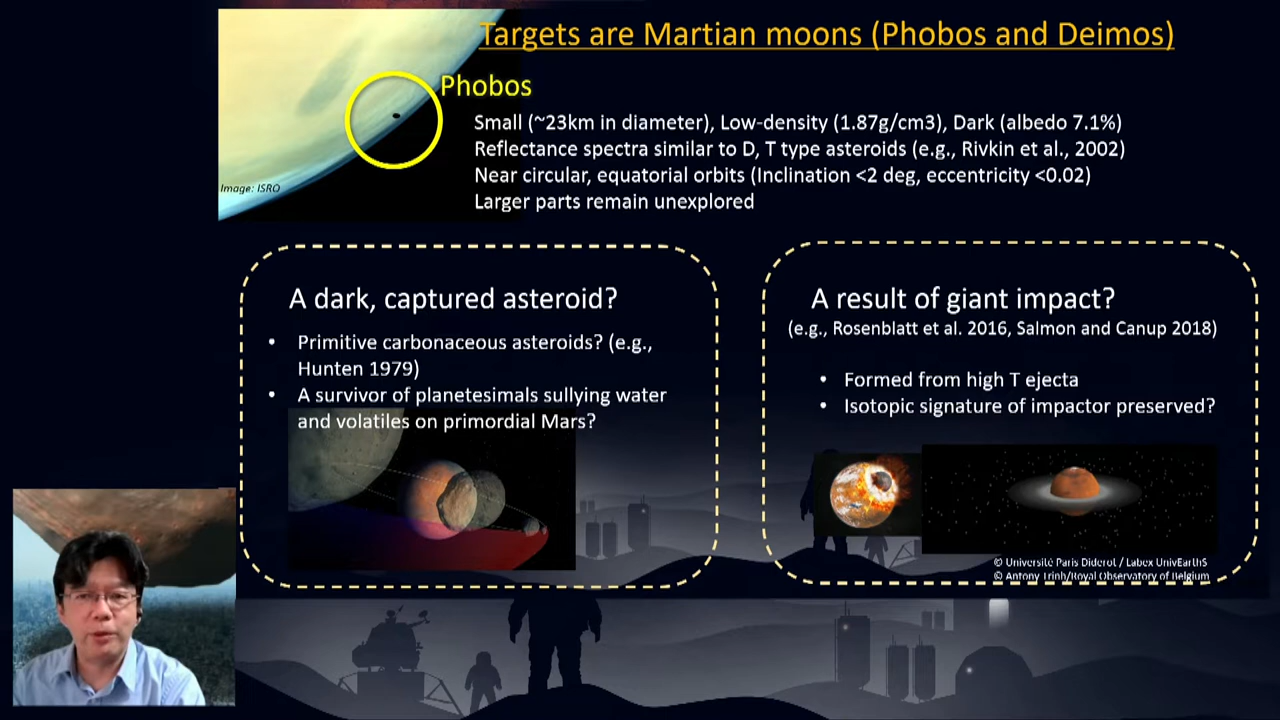 Targets are Martian moons (Phobos and Deimos)
Phobos
Small (~23km in diameter), Low-density (1.87g/cm3), Dark (albedo 7.1%)
Reflectance spectra similar to D, T type asteroids (e.g., Rivkin et al., 2002)
Near circular, equatorial orbits (Inclination <2 deg, eccentricity <0.02)
Larger parts remain unexplored
Image: ISRO
A dark, captured asteroid?
• Primitive carbonaceous asteroids? (e.g.,
Hunten 1979)
• A survivor of planetesimals sullying water
and volatiles on primordial Mars?
A result of giant impact?
(e.g., Rosenblatt et al. 2016, Salmon and Canup 2018)
• Formed from high T ejecta
• Isotopic signature of impactor preserved?
© Université Paris Diderot / Labex UnivEarthS
© Antony Trinh/Royal Observatory of Belgium